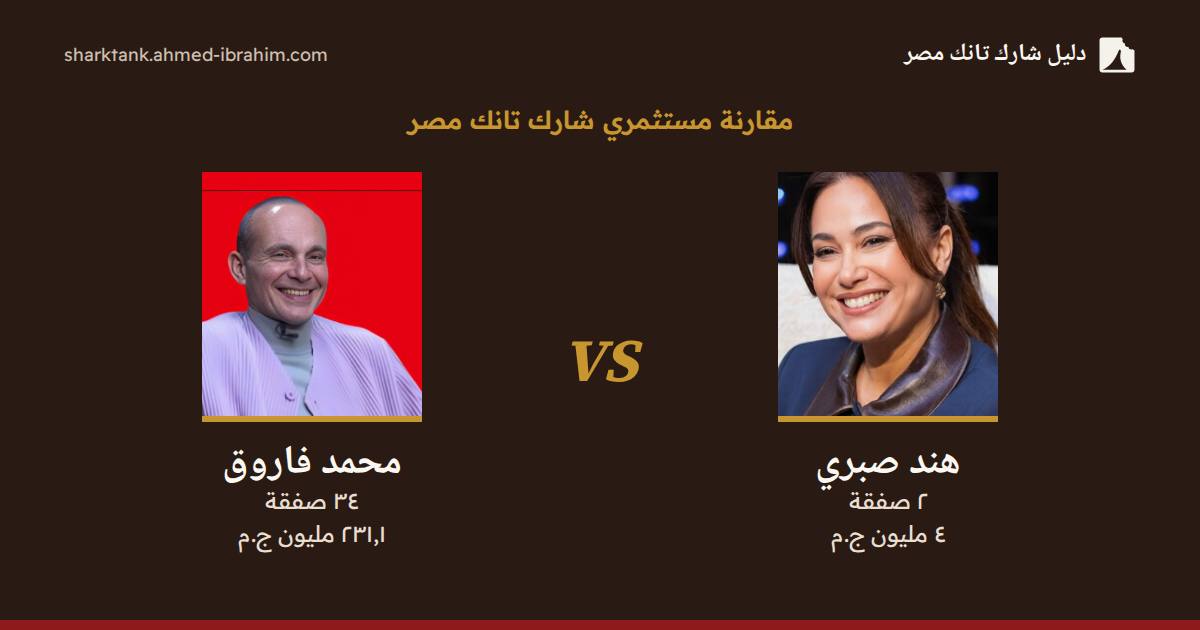 دليل شارك تانك مصر
sharktank.ahmed-ibrahim.com
مقارنة مستثمري شارك تانك مصر
VS
هند صبري
٢ صفقة
٤ مليون ج.م
محمد فاروق
٣٤ صفقة
٢٣١,١ مليون ج.م